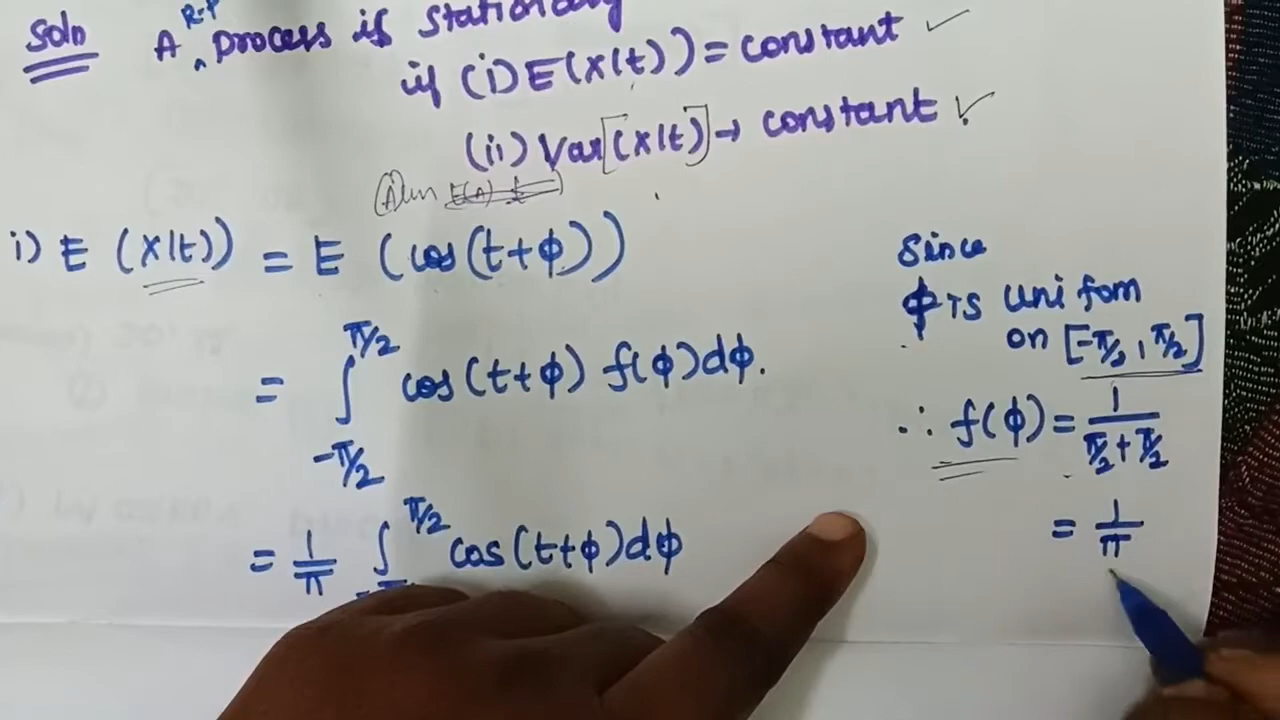 Soln A R.P process is stationary
if (i) E(X(t)) = constant ✓
(ii) Var[(X(t)] → constant ✓
i) E (X(t)) = E (cos(t+ϕ))
= ∫_{-π/2}^{π/2} cos(t+ϕ) f(ϕ)dϕ.
= 1/π ∫^{π/2} cos(t+ϕ)dϕ
Since
ϕ is unifom
on [-π/2, π/2]
∴ f(ϕ) = 1/(π/2 + π/2)
= 1/π